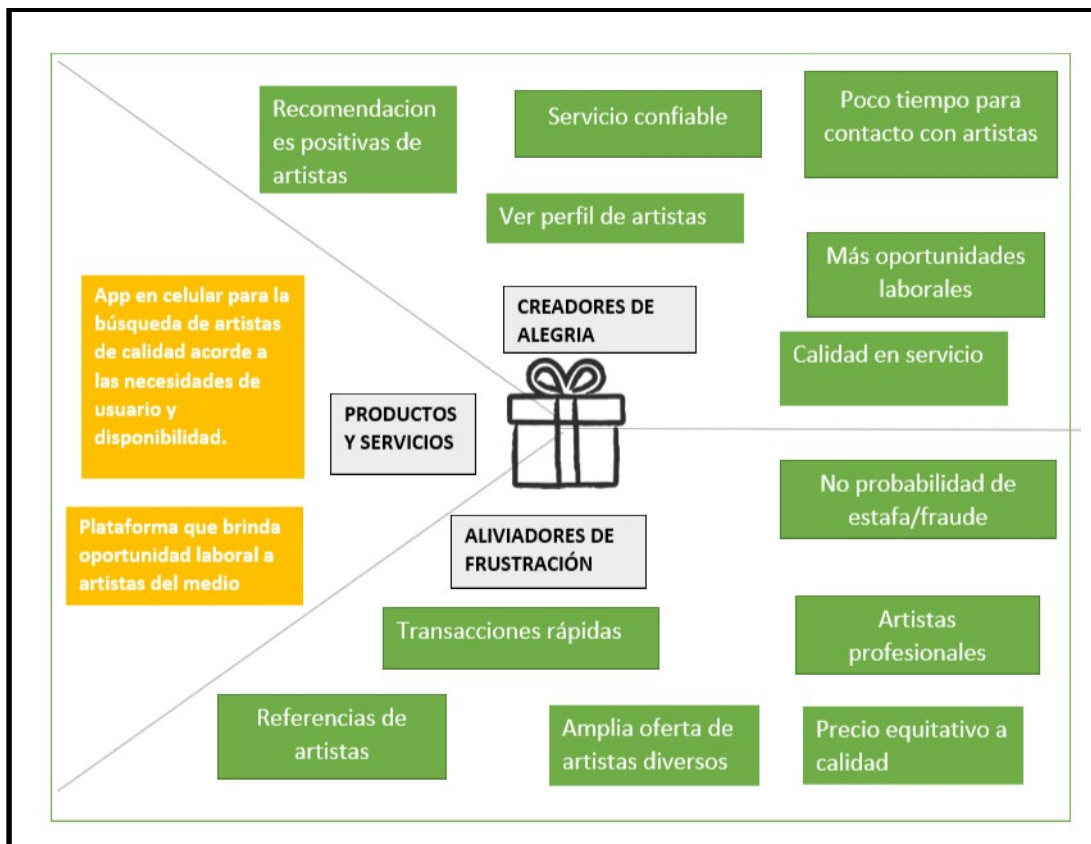 Recomendacion
es positivas de
artistas
Servicio confiable
Poco tiempo para
contacto con artistas
Ver perfil de artistas
Más oportunidades
laborales
Calidad en servicio
CREADORES DE
ALEGRIA
App en celular para la
búsqueda de artistas
de calidad acorde a
las necesidades de
usuario y
disponibilidad.
PRODUCTOS
Y SERVICIOS
Plataforma que brinda
oportunidad laboral a
artistas del medio
ALIVIADORES DE
FRUSTRACIÓN
No probabilidad de
estafa/fraude
Transacciones rápidas
Artistas
profesionales
Referencias de
artistas
Amplia oferta de
artistas diversos
Precio equitativo a
calidad